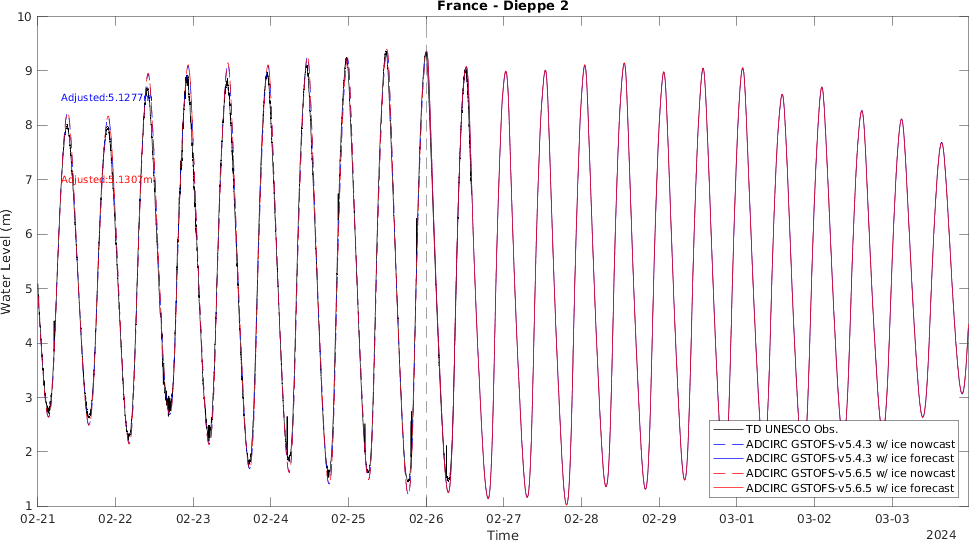 France - Dieppe 2
10
9
8
7
6
5
4
3
2
1
Water Level (m)
Adjusted:5.1277m
Adjusted:5.1307m
TD UNESCO Obs.
ADCIRC GSTOFS-v5.4.3 w/ ice nowcast
ADCIRC GSTOFS-v5.4.3 w/ ice forecast
ADCIRC GSTOFS-v5.6.5 w/ ice nowcast
ADCIRC GSTOFS-v5.6.5 w/ ice forecast
02-21 02-22 02-23 02-24 02-25 02-26 02-27 02-28 02-29 03-01 03-02 03-03
Time
2024